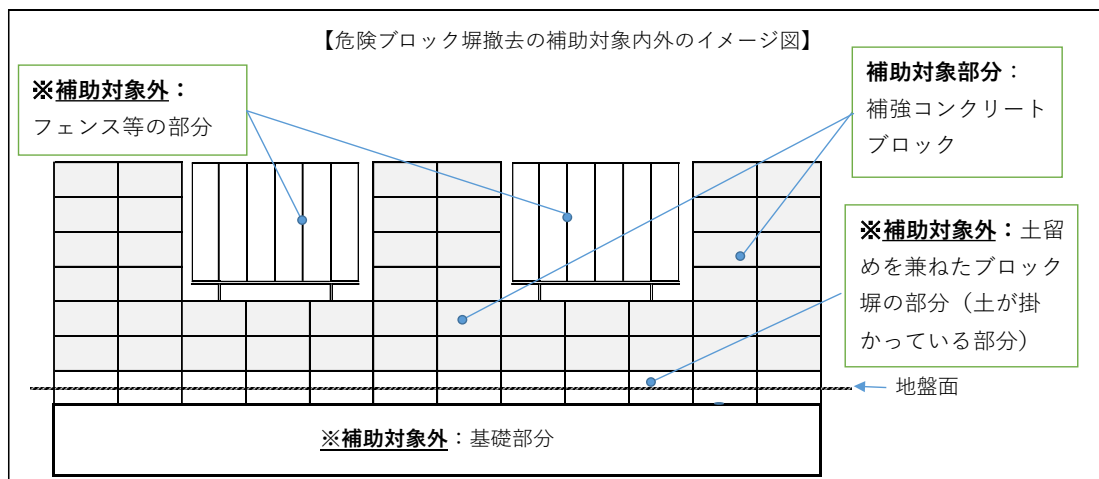 【危険ブロック塀撤去の補助対象内外のイメージ図】
※補助対象外：
フェンス等の部分
補助対象部分：
補強コンクリート
ブロック
※補助対象外：土留
めを兼ねたブロック
塀の部分（土が掛
かっている部分）
地盤面
※補助対象外：基礎部分